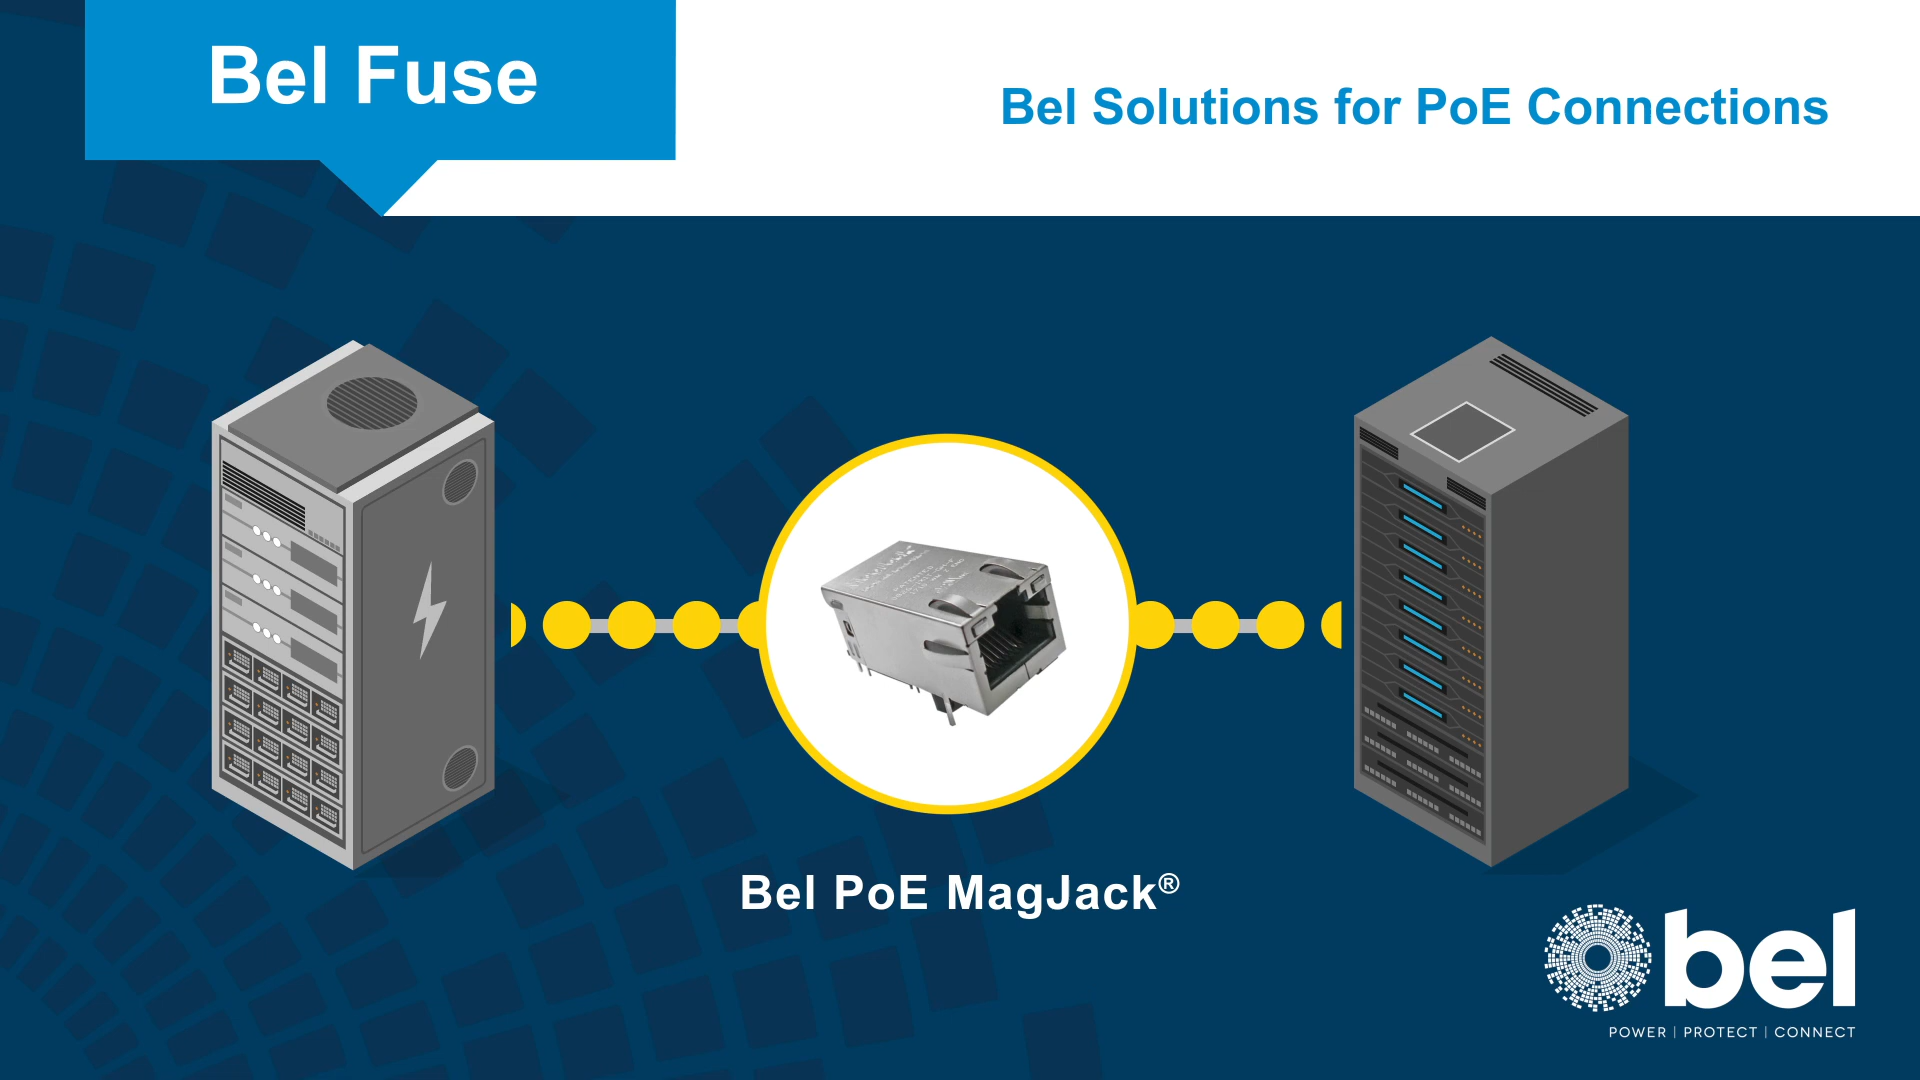 Bel Fuse
Bel Solutions for PoE Connections
Bel PoE MagJack®
bel
POWER | PROTECT | CONNECT